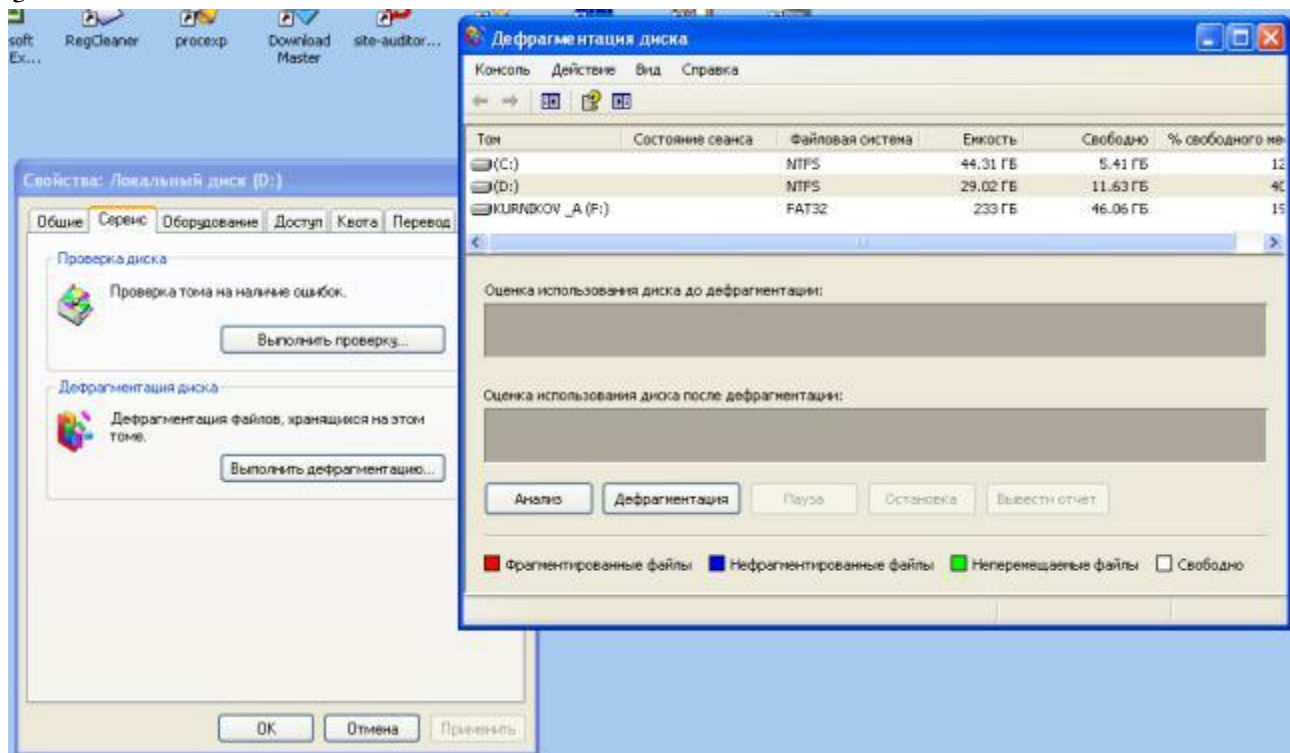 soft
Ex...
RegCleaner
procexp
Download
Master
site-auditor...
Свойства: Локальный диск (D:)
Общие Сервис Оборудование Доступ Квота Перевод
Проверка диска
Проверка тома на наличие ошибок.
Выполнить проверку...
Дефрагментация диска
Дефрагментация файлов, хранящихся на этом
томе.
Выполнить дефрагментацию...
ОК Отмена Применить
Дефрагментация диска
Консоль Действие Вид Справка
Том Состояние сеанса Файловая система Емкость Свободно % свободного ме
(C:) NTFS 44.31 ГБ 5.41 ГБ 12
(D:) NTFS 29.02 ГБ 11.63 ГБ 40
KURNIKOV _A (F:) FAT32 233 ГБ 46.06 ГБ 19
Оценка использования диска до дефрагментации:
Оценка использования диска после дефрагментации:
Анализ Дефрагментация Пауза Остановка Вывести отчет
Фрагментированные файлы Нефрагментированные файлы Неперемещаемые файлы Свободно